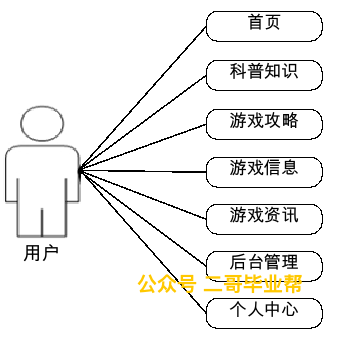 首页
科普知识
游戏攻略
游戏信息
游戏资讯
用户
后台管理
公众号 二哥毕业帮
个人中心